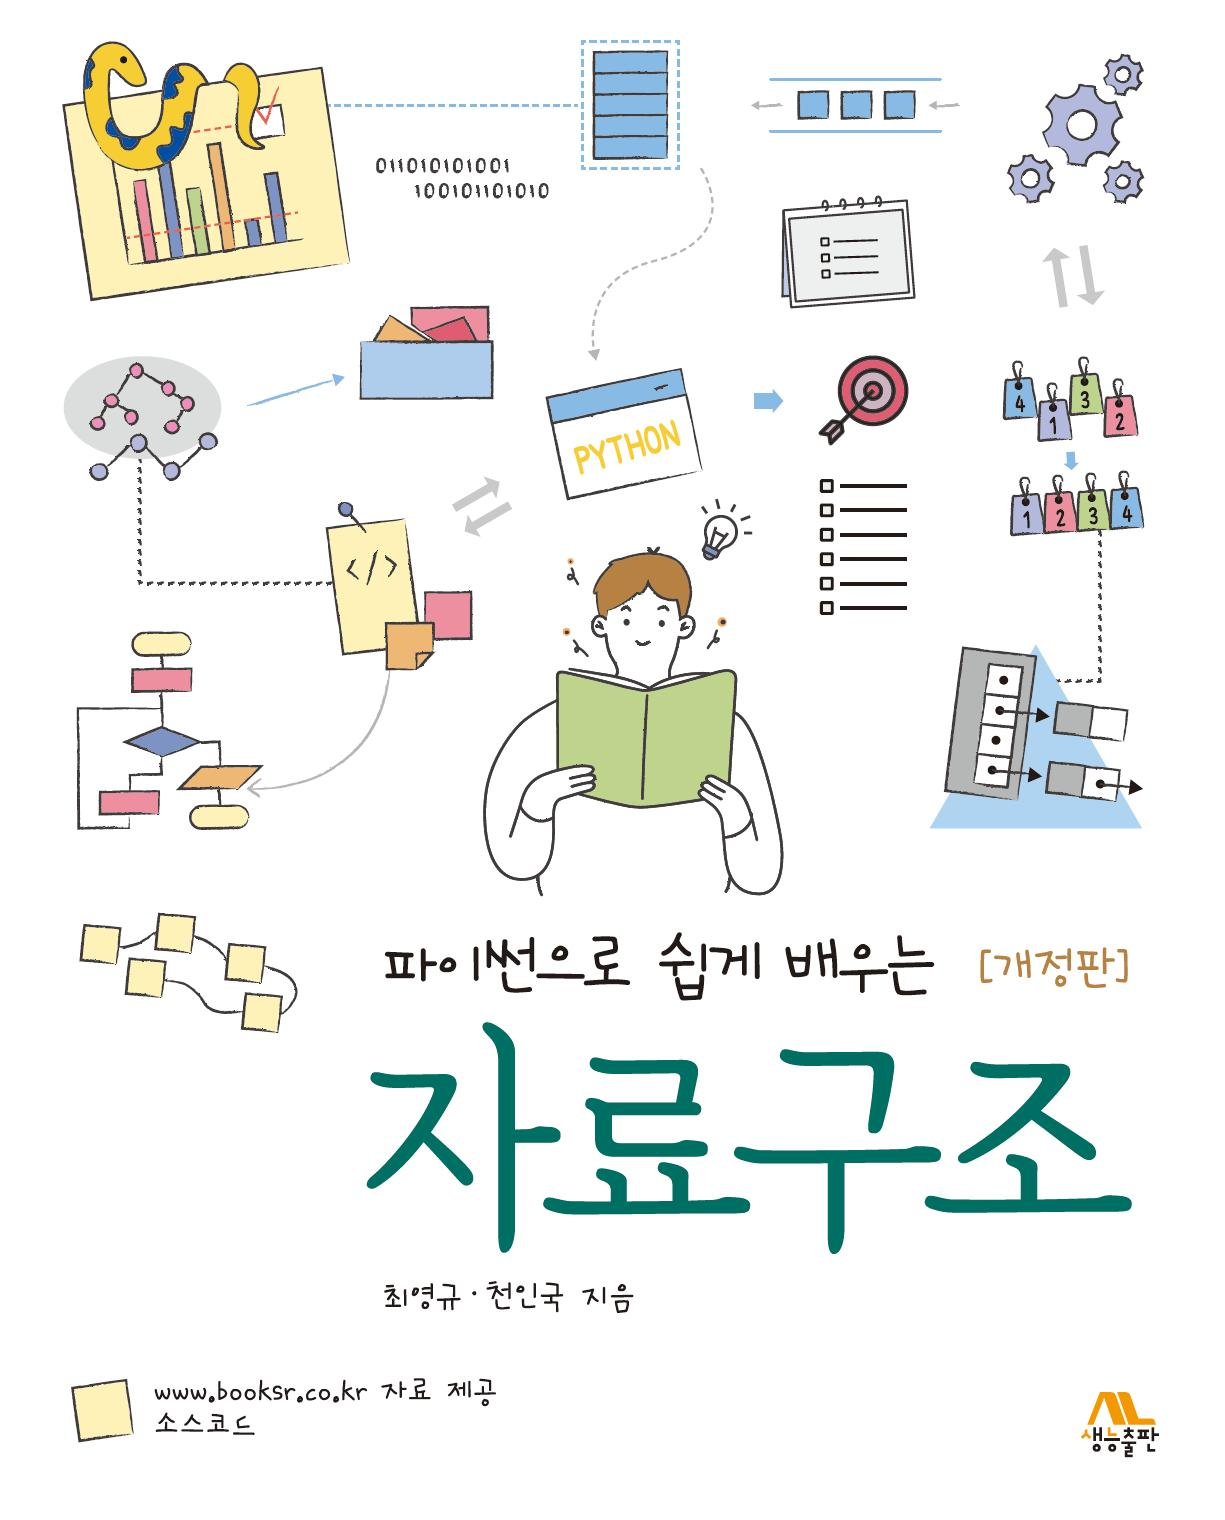 011010101001
100101101010
PYTHON
</>
4 1 3 2
1 2 3 4
파이썬으로 쉽게 배우는 [개정판]
자료구조
최영규·천인국 지음
www.booksr.co.kr 자료 제공
소스코드
생능출판